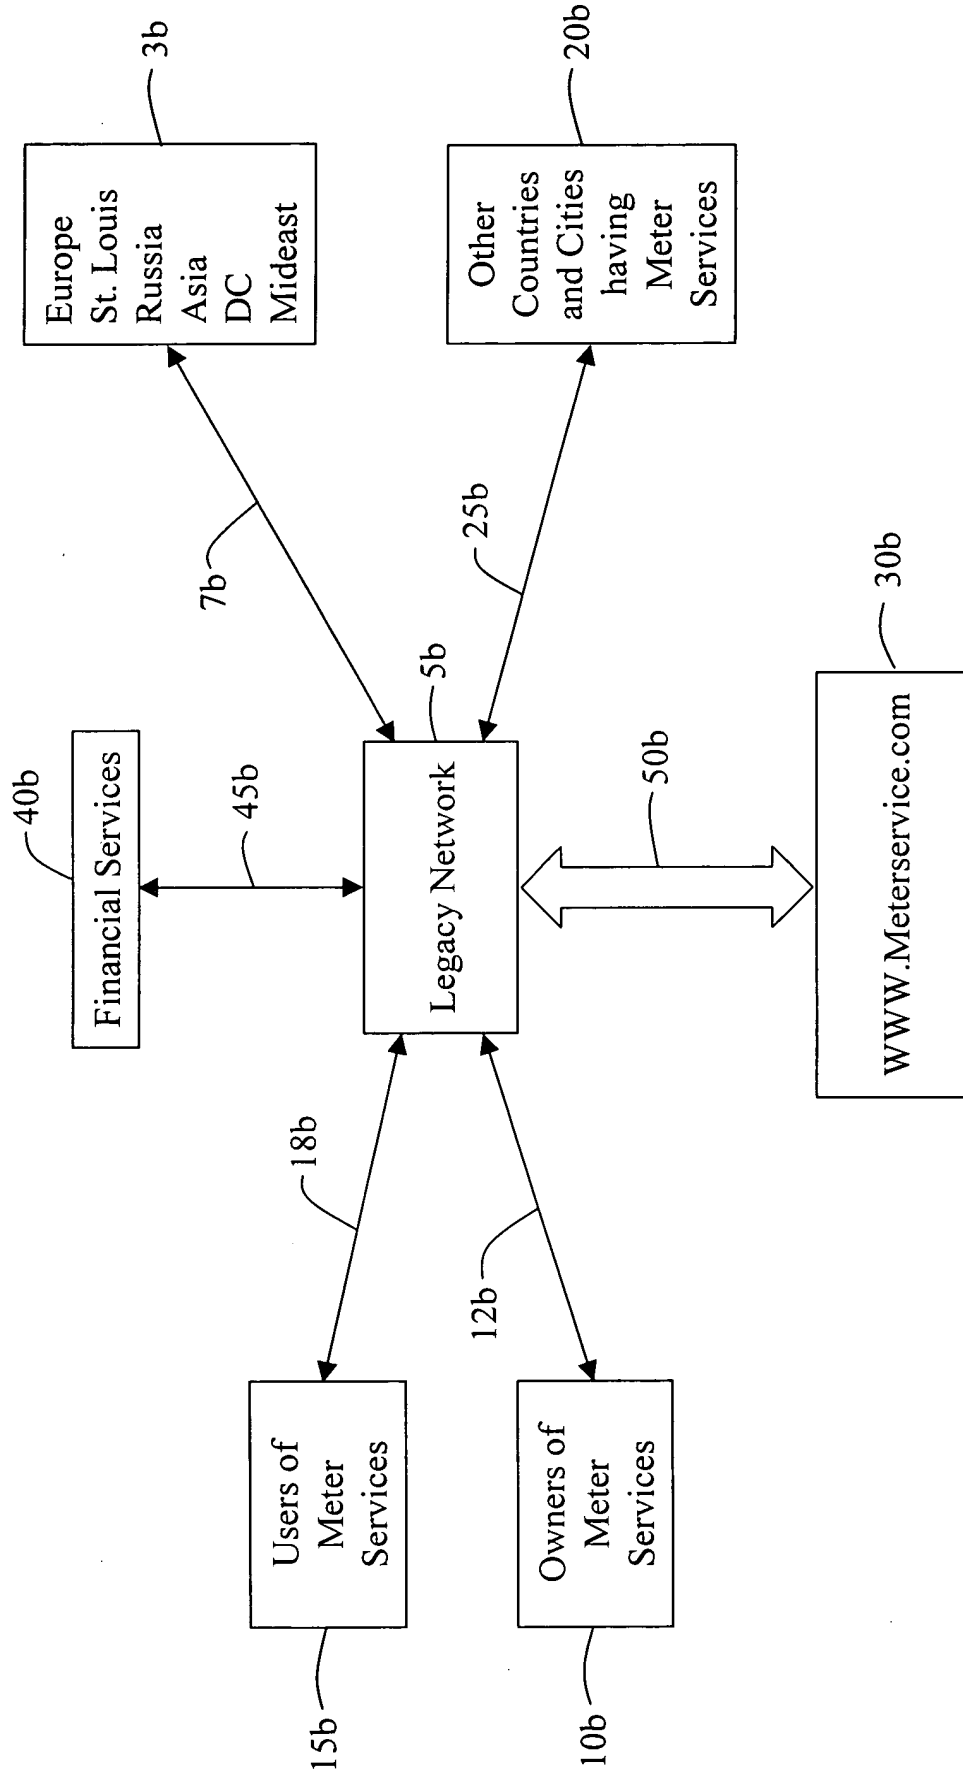 40b
Financial Services
45b
15b
Users of
Meter
Services
18b
10b
Owners of
Meter
Services
12b
Legacy Network
5b
7b
Europe
St. Louis
Russia
Asia
DC
Mideast
3b
25b
Other
Countries
and Cities
having
Meter
Services
20b
50b
WWW.Meterservice.com
30b